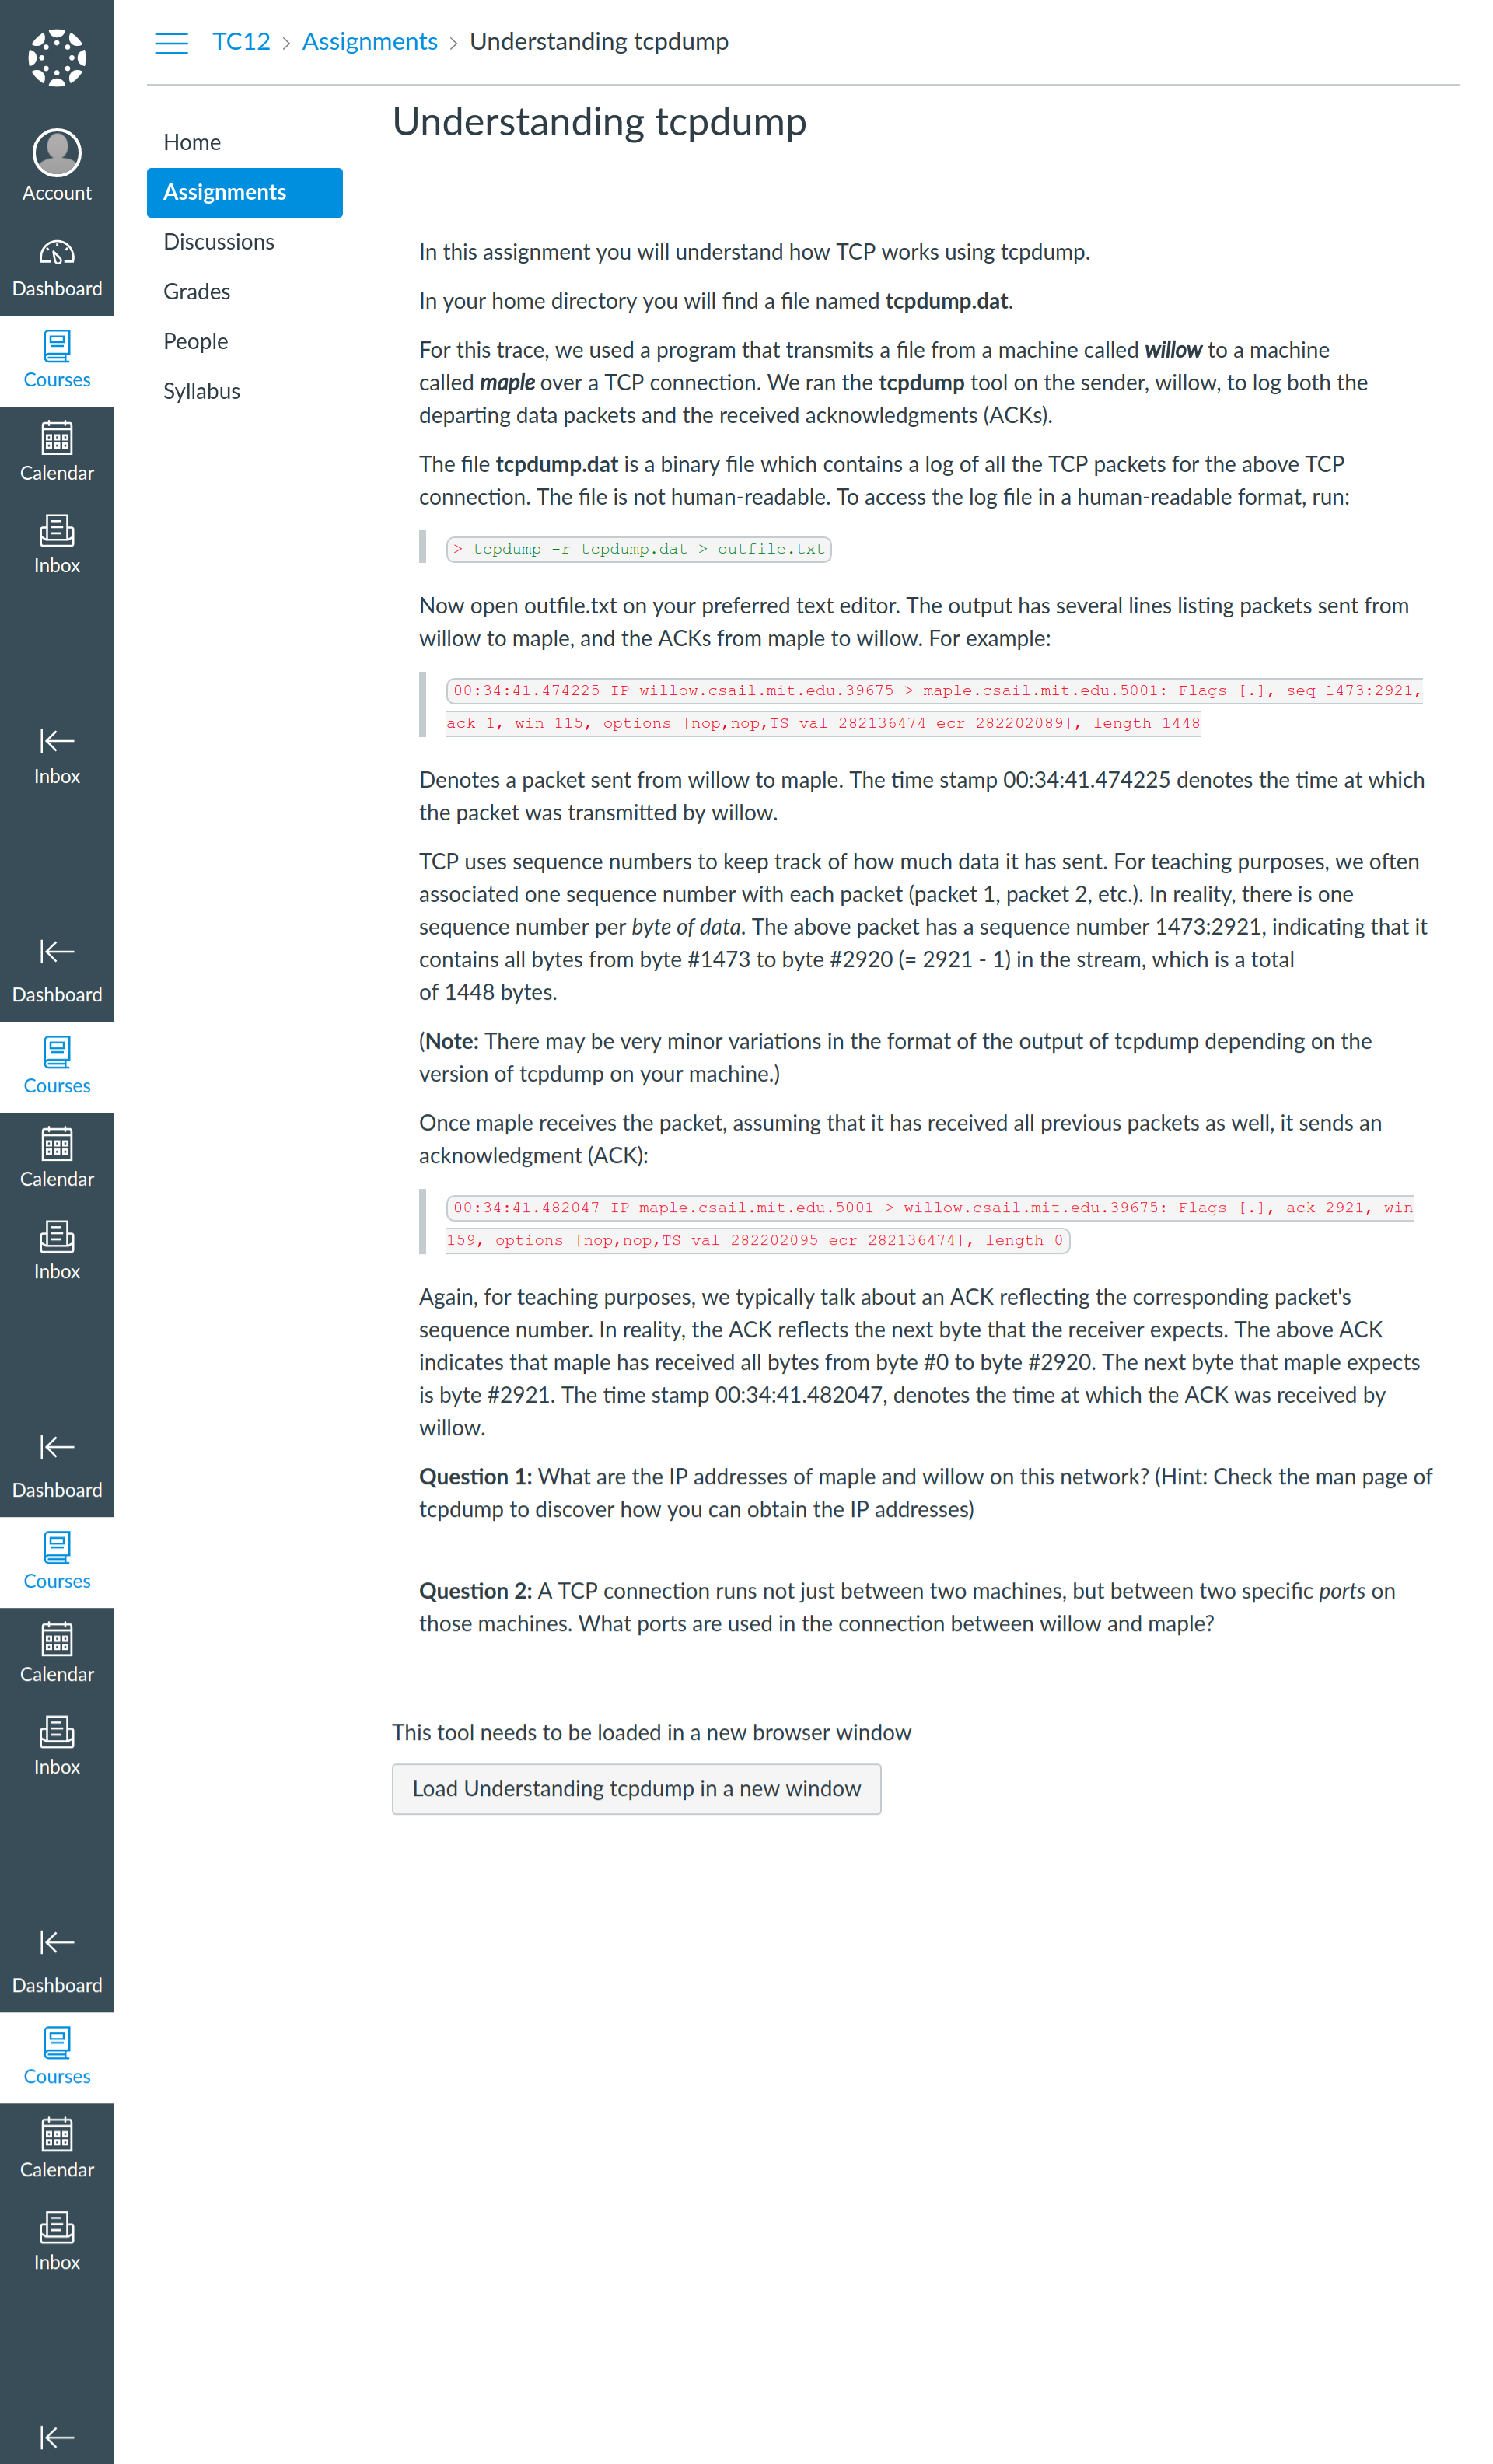 TC12 > Assignments > Understanding tcpdump
Account
Dashboard
Courses
Calendar
Inbox
Inbox
Dashboard
Courses
Calendar
Inbox
Dashboard
Courses
Calendar
Inbox
Dashboard
Courses
Calendar
Inbox
Home
Assignments
Discussions
Grades
People
Syllabus
Understanding tcpdump
In this assignment you will understand how TCP works using tcpdump.
In your home directory you will find a file named tcpdump.dat.
For this trace, we used a program that transmits a file from a machine called willow to a machine
called maple over a TCP connection. We ran the tcpdump tool on the sender, willow, to log both the
departing data packets and the received acknowledgments (ACKs).
The file tcpdump.dat is a binary file which contains a log of all the TCP packets for the above TCP
connection. The file is not human-readable. To access the log file in a human-readable format, run:
> tcpdump -r tcpdump.dat > outfile.txt
Now open outfile.txt on your preferred text editor. The output has several lines listing packets sent from
willow to maple, and the ACKs from maple to willow. For example:
00:34:41.474225 IP willow.csail.mit.edu.39675 > maple.csail.mit.edu.5001: Flags [.], seq 1473:2921,
ack 1, win 115, options [nop,nop,TS val 282136474 ecr 282202089], length 1448
Denotes a packet sent from willow to maple. The time stamp 00:34:41.474225 denotes the time at which
the packet was transmitted by willow.
TCP uses sequence numbers to keep track of how much data it has sent. For teaching purposes, we often
associated one sequence number with each packet (packet 1, packet 2, etc.). In reality, there is one
sequence number per byte of data. The above packet has a sequence number 1473:2921, indicating that it
contains all bytes from byte #1473 to byte #2920 (= 2921 - 1) in the stream, which is a total
of 1448 bytes.
(Note: There may be very minor variations in the format of the output of tcpdump depending on the
version of tcpdump on your machine.)
Once maple receives the packet, assuming that it has received all previous packets as well, it sends an
acknowledgment (ACK):
00:34:41.482047 IP maple.csail.mit.edu.5001 > willow.csail.mit.edu.39675: Flags [.], ack 2921, win
159, options [nop,nop,TS val 282202095 ecr 282136474], length 0
Again, for teaching purposes, we typically talk about an ACK reflecting the corresponding packet's
sequence number. In reality, the ACK reflects the next byte that the receiver expects. The above ACK
indicates that maple has received all bytes from byte #0 to byte #2920. The next byte that maple expects
is byte #2921. The time stamp 00:34:41.482047, denotes the time at which the ACK was received by
willow.
Question 1: What are the IP addresses of maple and willow on this network? (Hint: Check the man page of
tcpdump to discover how you can obtain the IP addresses)
Question 2: A TCP connection runs not just between two machines, but between two specific ports on
those machines. What ports are used in the connection between willow and maple?
This tool needs to be loaded in a new browser window
Load Understanding tcpdump in a new window